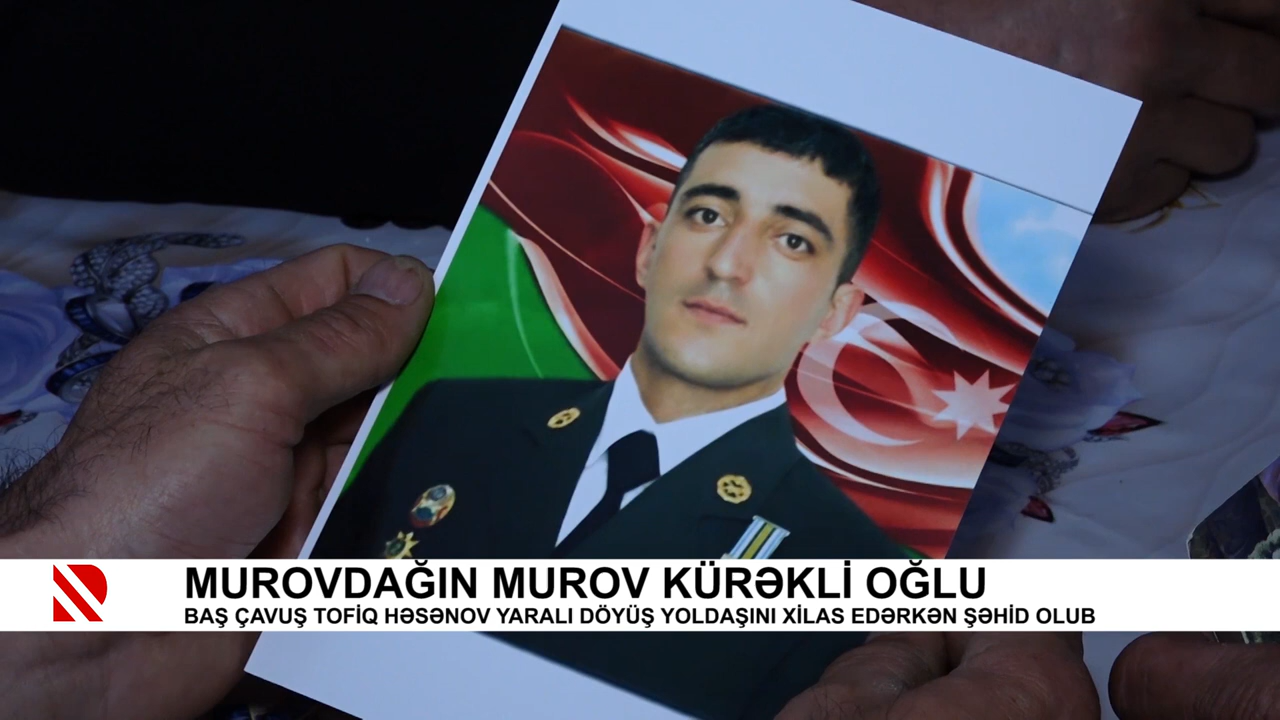 MUROVDAĞIN MUROV KÜRƏKLİ OĞLU
BAŞ ÇAVUŞ TOFİQ HƏSƏNOV YARALI DÖYÜŞ YOLDAŞINI XİLAS EDƏRKƏN ŞƏHİD OLUB